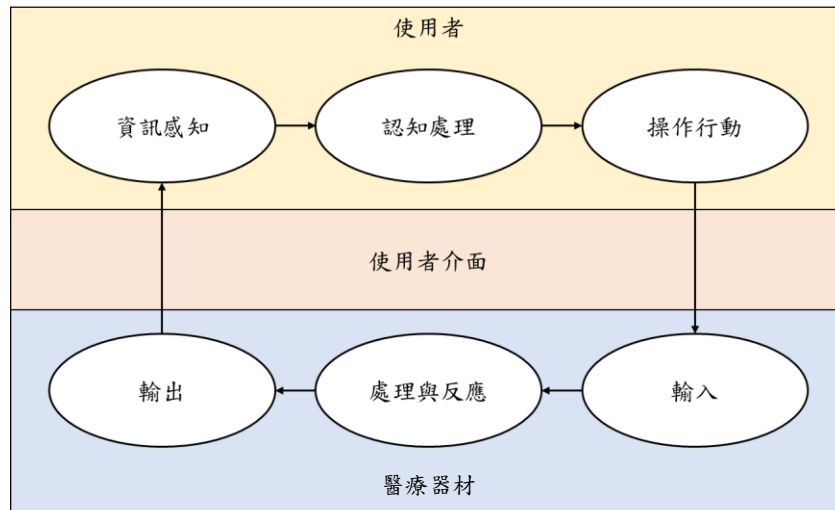 使用者
資訊感知
認知處理
操作行動
使用者介面
輸出
處理與反應
輸入
醫療器材